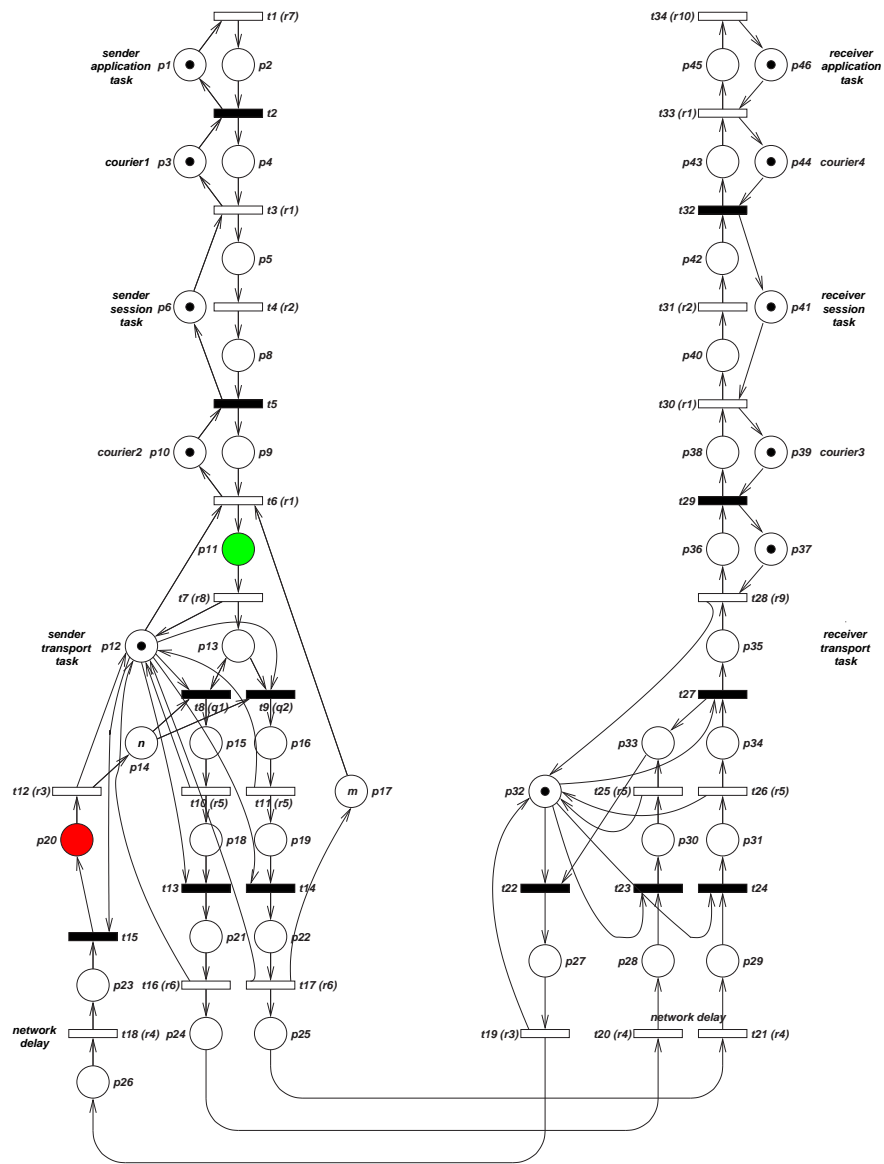 t1 (r7)
t34 (r10)
sender
application
task
p1
p2
p45
p46
receiver
application
task
t2
t33 (r1)
courier1
p3
p4
p43
p44
courier4
t3 (r1)
t32
p5
p42
sender
session
task
p6
t4 (r2)
t31 (r2)
p41
receiver
session
task
p8
p40
t5
t30 (r1)
courier2
p10
p9
p38
p39
courier3
t6 (r1)
t29
p11
p36
p37
t7 (r8)
t28 (r9)
sender
transport
task
p12
p13
p35
receiver
transport
task
t8 (q1)
t9 (q2)
t27
n
p14
p15
p16
p33
p34
t12 (r3)
t10 (r5)
t11 (r5)
m
p17
p32
t25 (r5)
t26 (r5)
p20
p18
p19
p30
p31
t13
t14
t22
t23
t24
t15
p21
p22
p27
p28
p29
p23
t16 (r6)
t17 (r6)
network
delay
t18 (r4)
p24
p25
network delay
t19 (r3)
t20 (r4)
t21 (r4)
p26